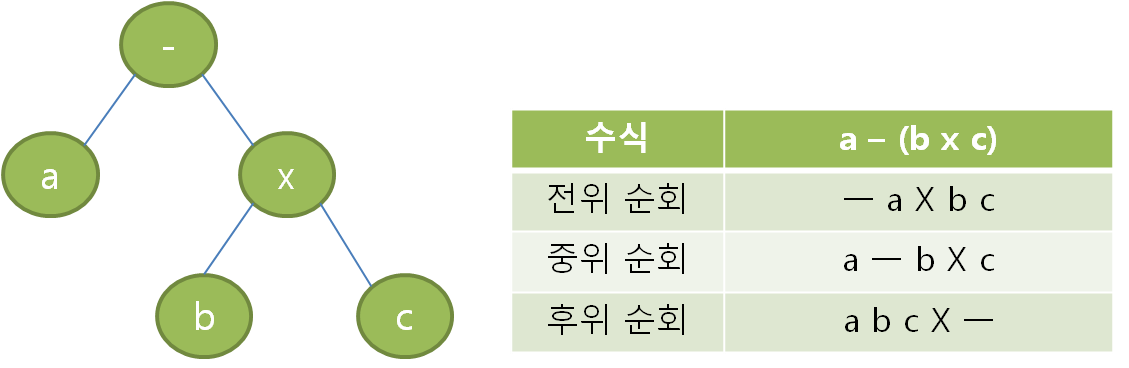 -
a
x
b
c
수식 a – (b x c)
전위 순회 ㅡ a X b c
중위 순회 a ㅡ b X c
후위 순회 a b c X ㅡ